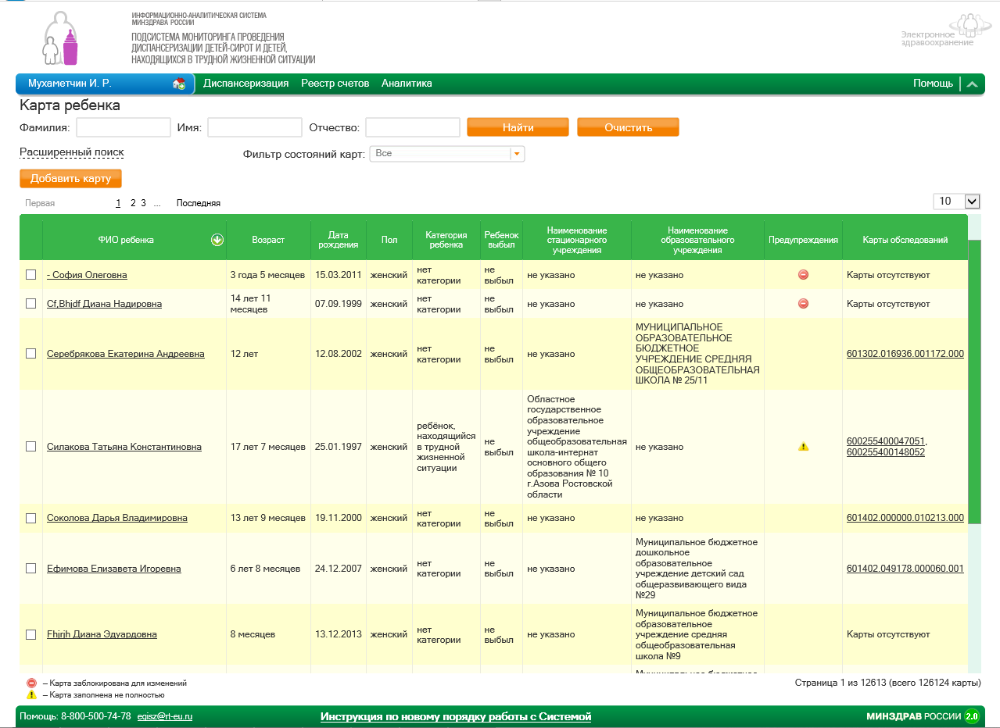 ИНФОРМАЦИОННО-АНАЛИТИЧЕСКАЯ СИСТЕМА
МИНЗДРАВА РОССИИ
ПОДСИСТЕМА МОНИТОРИНГА ПРОВЕДЕНИЯ
ДИСПАНСЕРИЗАЦИИ ДЕТЕЙ-СИРОТ И ДЕТЕЙ,
НАХОДЯЩИХСЯ В ТРУДНОЙ ЖИЗНЕННОЙ СИТУАЦИИ
Электронное
здравоохранение
Мухаметчин И. Р. Диспансеризация Реестр счетов Аналитика Помощь
Карта ребенка
Фамилия: Имя: Отчество: Найти Очистить
Расширенный поиск Фильтр состояний карт: Все
Добавить карту
Первая 1 2 3 ... Последняя 10
ФИО ребенка
Возраст
Дата
рождения
Пол
Категория
ребенка
Ребенок
выбыл
Наименование
стационарного
учреждения
Наименование
образовательного
учреждения
Предупреждения
Карты обследований
- София Олеговна
3 года 5 месяцев
15.03.2011
женский
нет
категории
не
выбыл
не указано
не указано
Карты отсутствуют
Cf,Bhjdf Диана Надировна
14 лет 11
месяцев
07.09.1999
женский
нет
категории
не
выбыл
не указано
не указано
Карты отсутствуют
Серебрякова Екатерина Андреевна
12 лет
12.08.2002
женский
нет
категории
не
выбыл
не указано
МУНИЦИПАЛЬНОЕ
ОБРАЗОВАТЕЛЬНОЕ
БЮДЖЕТНОЕ
УЧРЕЖДЕНИЕ СРЕДНЯЯ
ОБЩЕОБРАЗОВАТЕЛЬНАЯ
ШКОЛА № 25/11
601302.016936.001172.000
Силакова Татьяна Константиновна
17 лет 7 месяцев
25.01.1997
женский
ребёнок,
находящийся
в трудной
жизненной
ситуации
не
выбыл
Областное
государственное
образовательное
учреждение
общеобразовательная
школа-интернат
основного общего
образования № 10
г.Азова Ростовской
области
не указано
600255400047051,
600255400148052
Соколова Дарья Владимировна
13 лет 9 месяцев
19.11.2000
женский
нет
категории
не
выбыл
не указано
не указано
601402.000000.010213.000
Ефимова Елизавета Игоревна
6 лет 8 месяцев
24.12.2007
женский
нет
категории
не
выбыл
не указано
Муниципальное бюджетное
дошкольное
образовательное
учреждение детский сад
общеразвивающего вида
№29
601402.049178.000060.001
Fhjrjh Диана Эдуардовна
8 месяцев
13.12.2013
женский
нет
категории
не
выбыл
не указано
Муниципальное бюджетное
образовательное
учреждение средняя
общеобразовательная
школа №9
Карты отсутствуют
Муниципальное бюджетное
– Карта заблокирована для изменений
– Карта заполнена не полностью
Страница 1 из 12613 (всего 126124 карты)
Помощь: 8-800-500-74-78 egisz@rt-eu.ru Инструкция по новому порядку работы с Системой МИНЗДРАВ РОССИИ 2.0